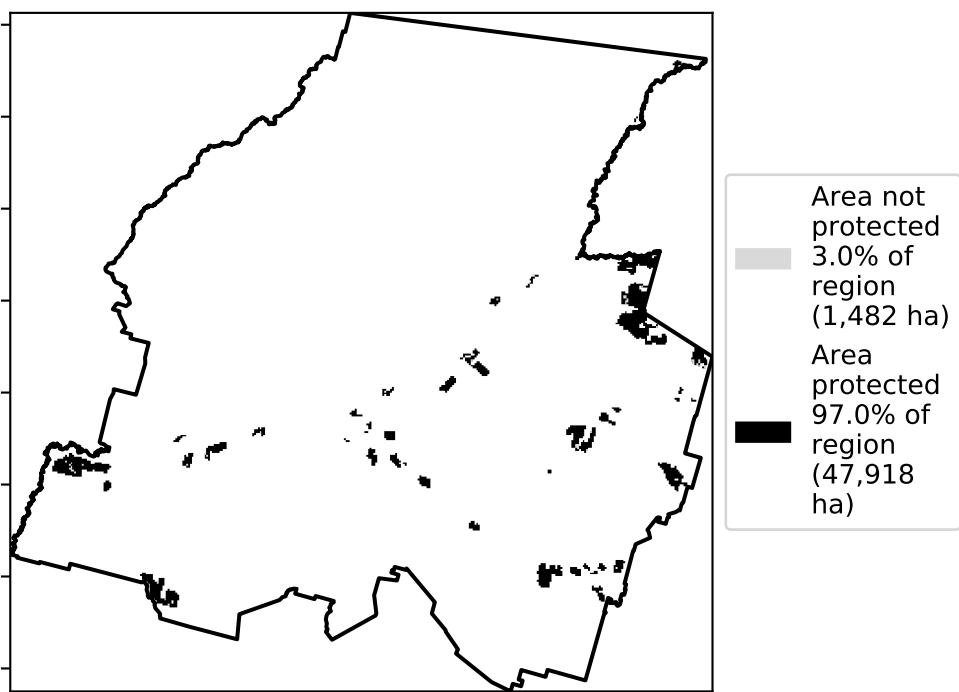 Area not
protected
3.0% of
region
(1,482 ha)
Area
protected
97.0% of
region
(47,918
ha)